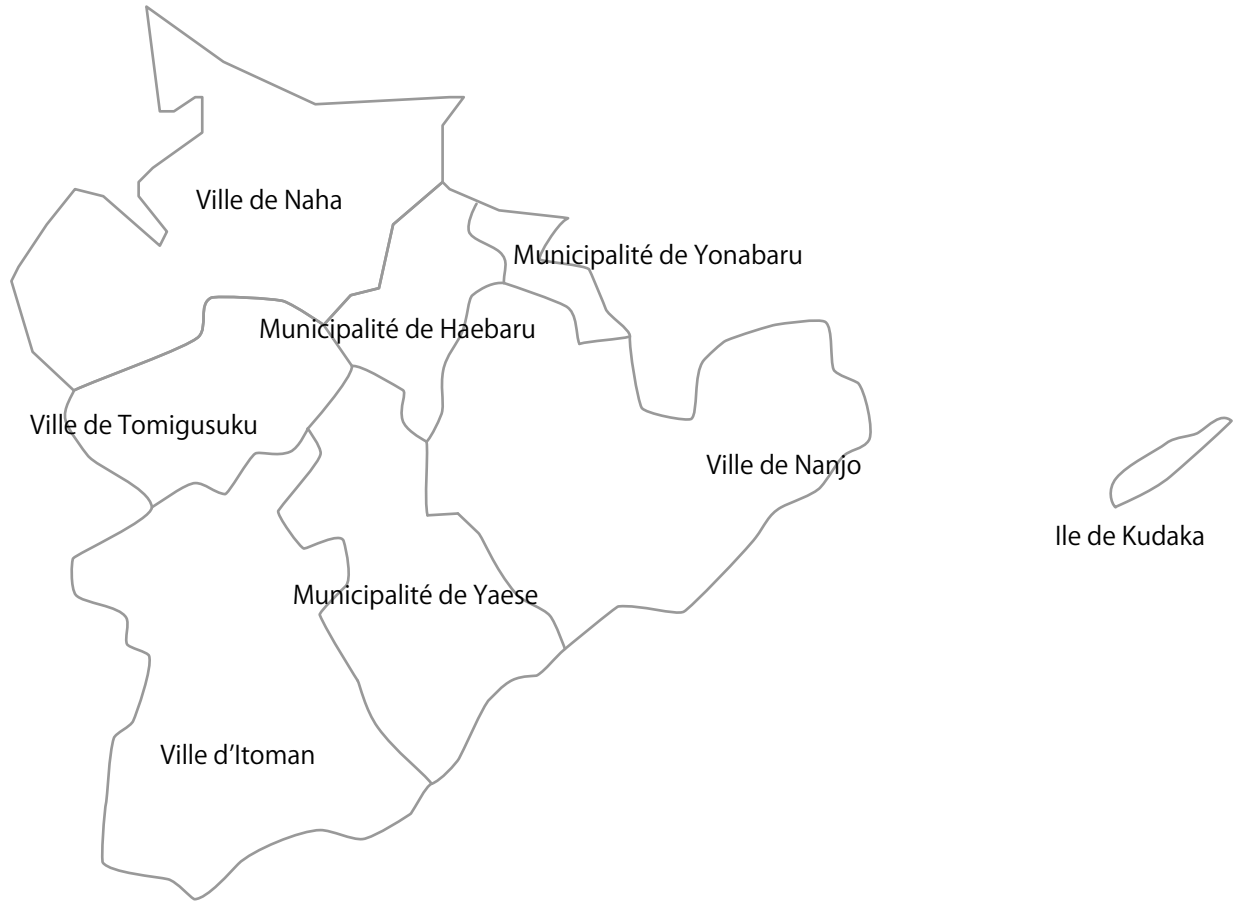 Ville de Naha
Municipalité de Yonabaru
Municipalité de Haebaru
Ville de Tomigusuku
Ville de Nanjo
Ile de Kudaka
Municipalité de Yaese
Ville d’Itoman